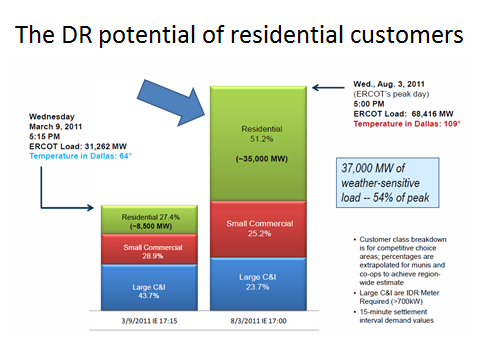 The DR potential of residential customers
Wednesday
March 9, 2011
5:15 PM
ERCOT Load: 31,262 MW
Temperature in Dallas: 64°
Wed., Aug. 3, 2011
(ERCOT's peak day)
5:00 PM
ERCOT Load:  68,416 MW
Temperature in Dallas: 109°
Residential
51.2%
(~35,000 MW)
Small Commercial
25.2%
Large C&I
23.7%
Residential 27.4%
(~8,500 MW)
Small Commercial
28.9%
Large C&I
43.7%
3/9/2011 IE 17:15
8/3/2011 IE 17:00
37,000 MW of
weather-sensitive
load -- 54% of peak
• Customer class breakdown
is for competitive choice
areas; percentages are
extrapolated for munis and
co-ops to achieve region-
wide estimate
• Large C&I are IDR Meter
Required (>700kW)
• 15-minute settlement
interval demand values